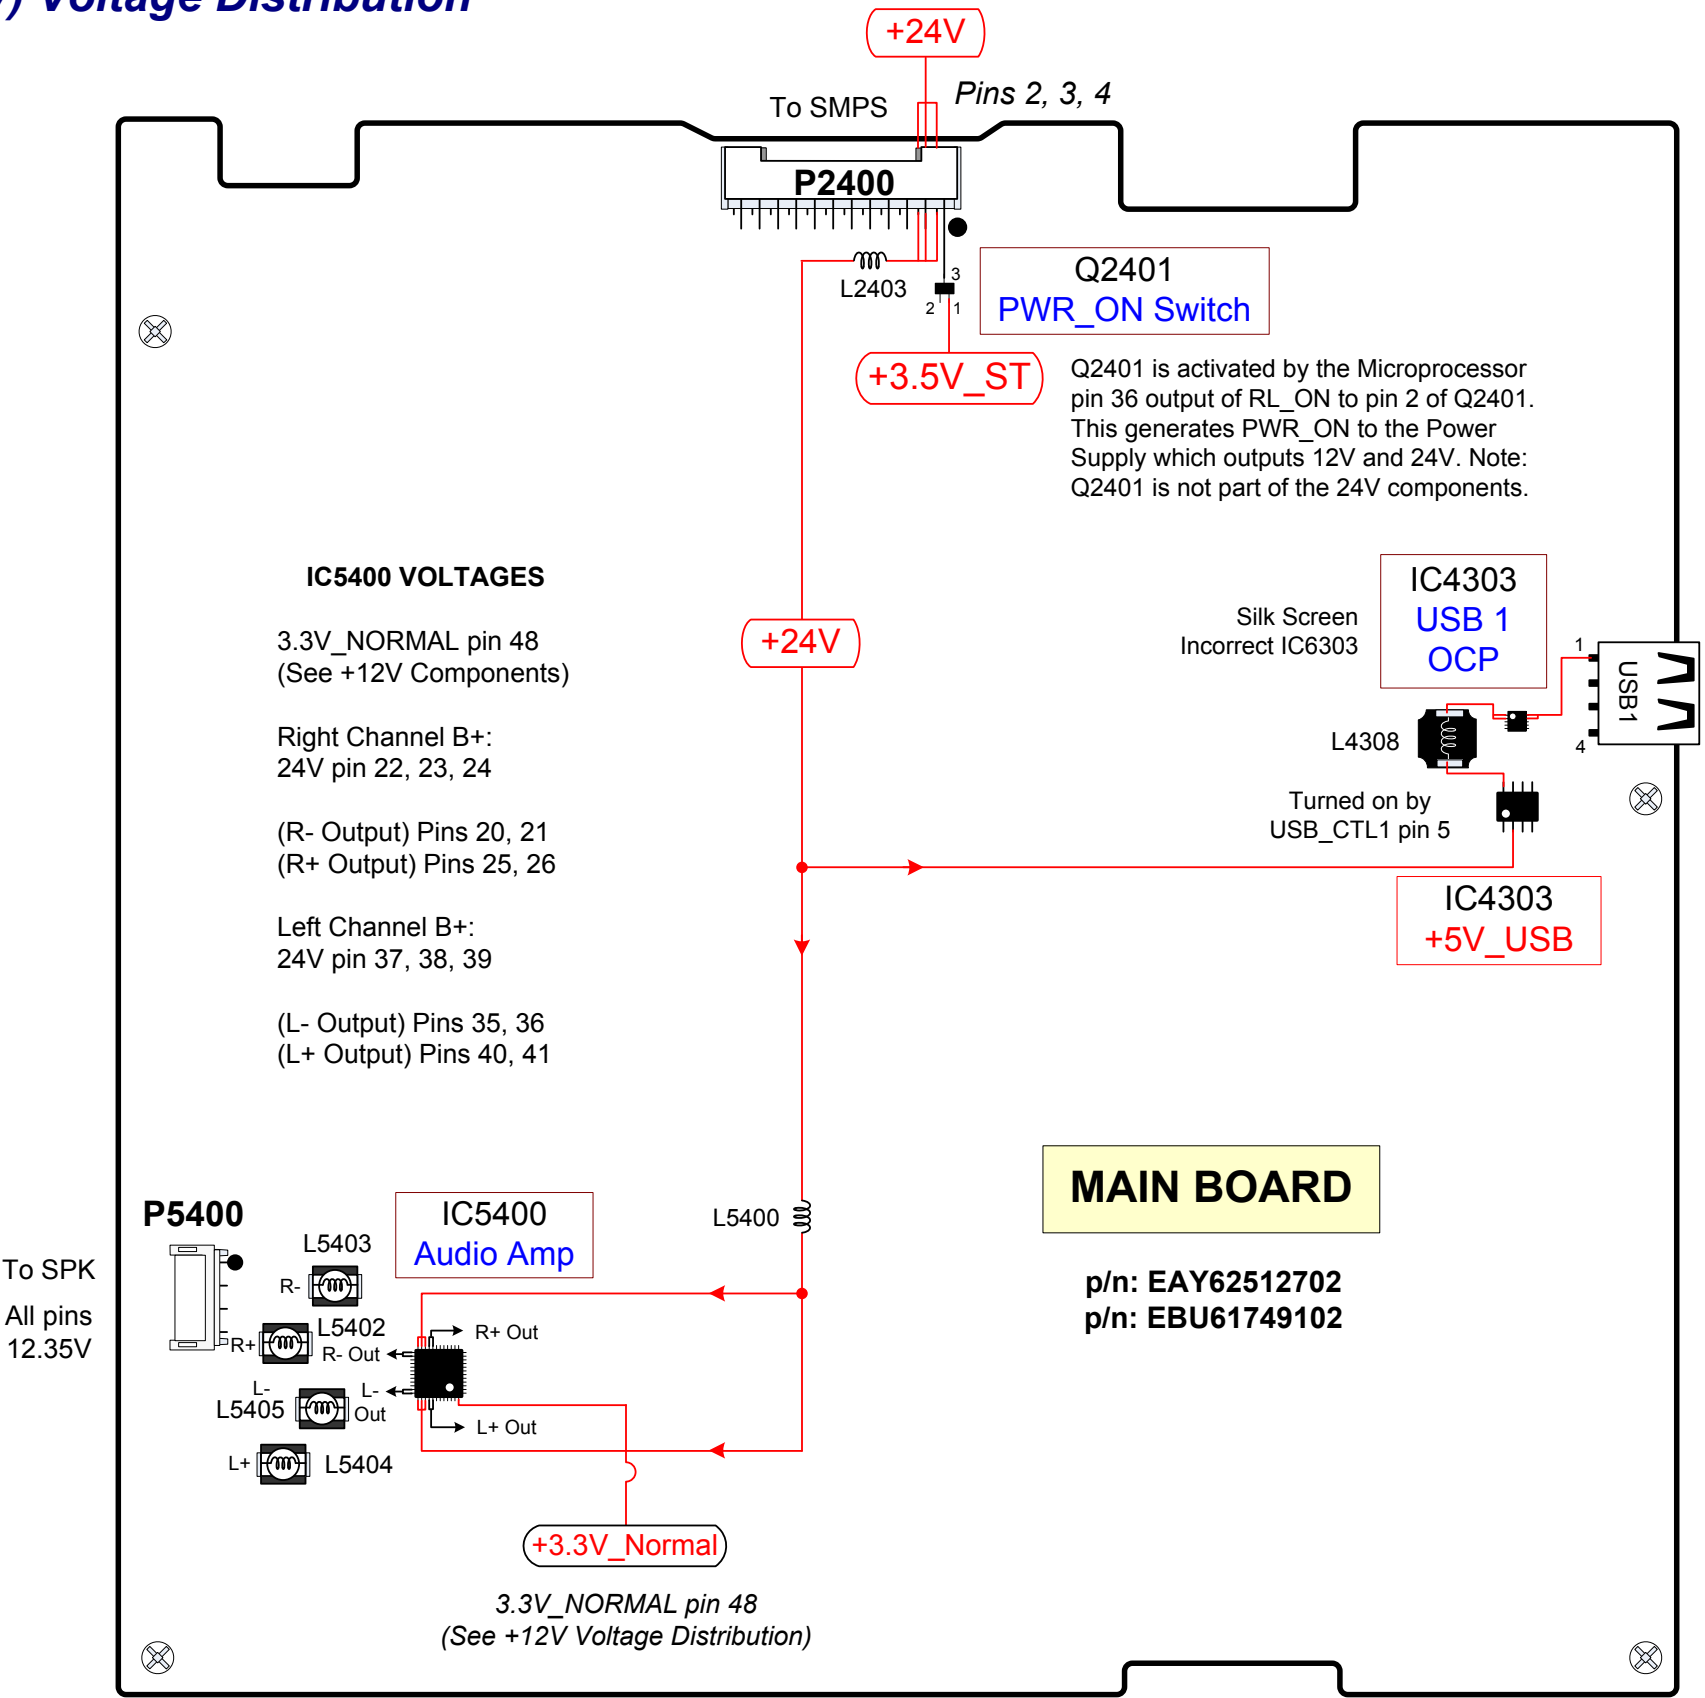 ) Voltage Distribution
+24V
To SMPS
Pins 2, 3, 4
P2400
L2403
3
2
1
Q2401
PWR_ON Switch
+3.5V_ST
Q2401 is activated by the Microprocessor
pin 36 output of RL_ON to pin 2 of Q2401.
This generates PWR_ON to the Power
Supply which outputs 12V and 24V. Note:
Q2401 is not part of the 24V components.
IC5400 VOLTAGES
3.3V_NORMAL pin 48
(See +12V Components)
Right Channel B+:
24V pin 22, 23, 24
(R- Output) Pins 20, 21
(R+ Output) Pins 25, 26
Left Channel B+:
24V pin 37, 38, 39
(L- Output) Pins 35, 36
(L+ Output) Pins 40, 41
+24V
Silk Screen
Incorrect IC6303
IC4303
USB 1
OCP
1
USB1
4
L4308
Turned on by
USB_CTL1 pin 5
IC4303
+5V_USB
MAIN BOARD
p/n: EAY62512702
p/n: EBU61749102
L5400
P5400
To SPK
All pins
12.35V
IC5400
Audio Amp
L5403
R-
L5402
R+
R- Out
R+ Out
L-
L5405
L-
Out
L+ Out
L+
L5404
+3.3V_Normal
3.3V_NORMAL pin 48
(See +12V Voltage Distribution)